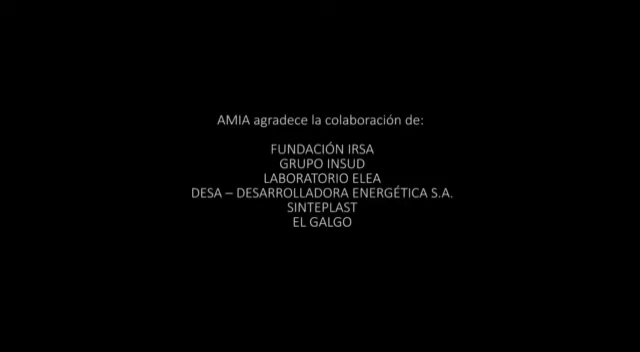 AMIA agradece la colaboración de:
FUNDACIÓN IRSA
GRUPO INSUD
LABORATORIO ELEA
DESA – DESARROLLADORA ENERGÉTICA S.A.
SINTEPLAST
EL GALGO